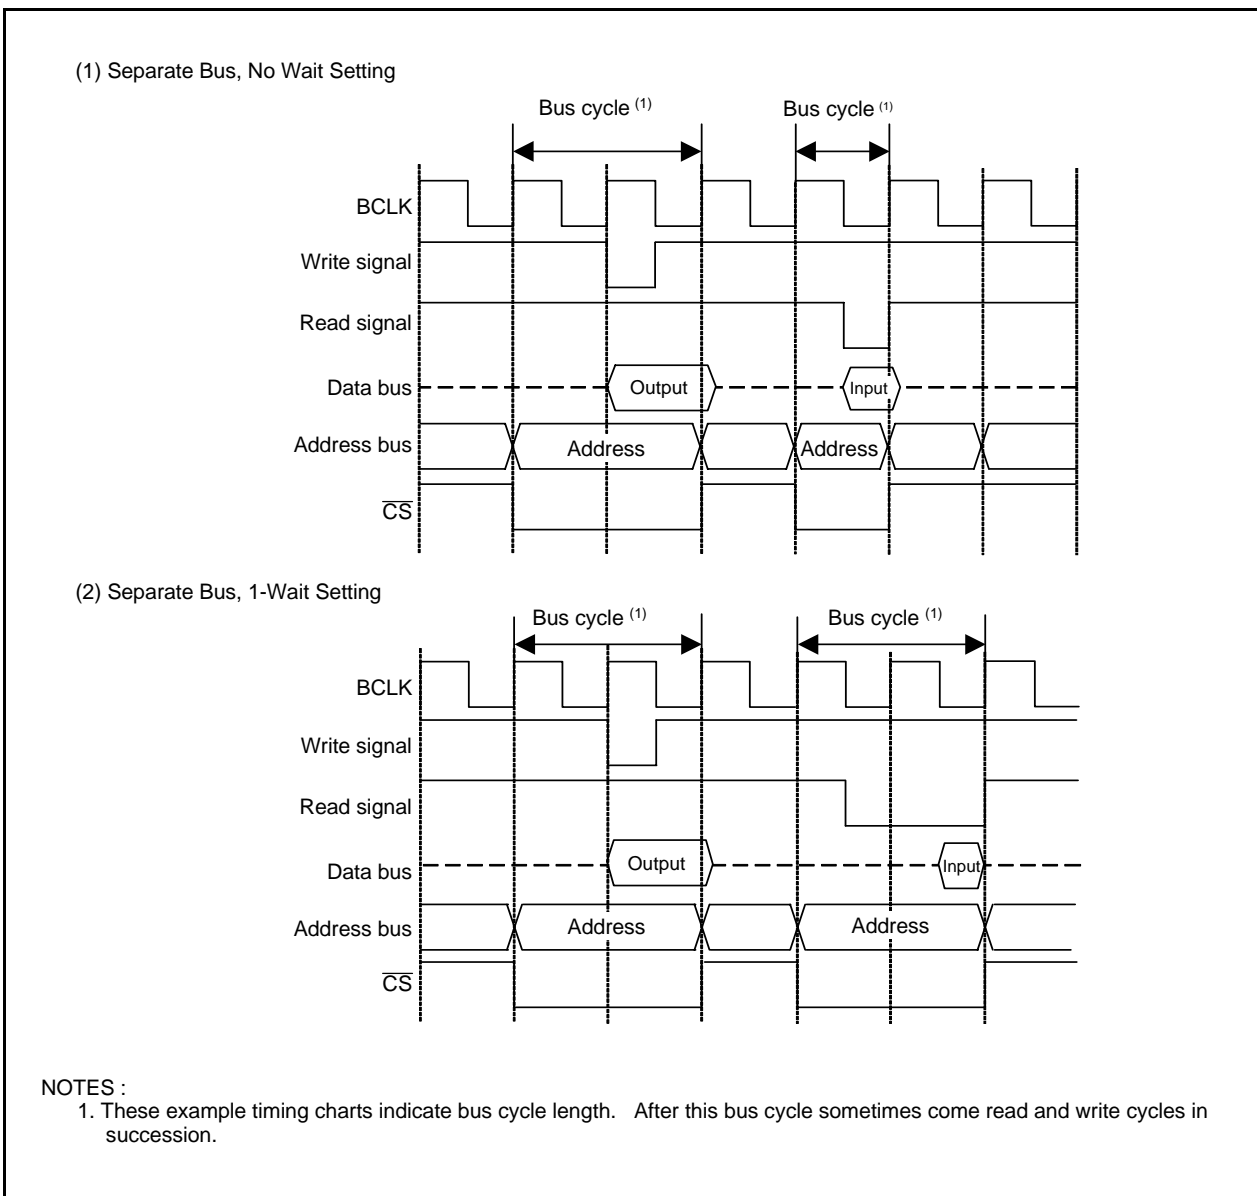 (1) Separate Bus, No Wait Setting
Bus cycle (1)
Bus cycle (1)
BCLK
Write signal
Read signal
Data bus
Output
Input
Address bus
Address
Address
CS
(2) Separate Bus, 1-Wait Setting
Bus cycle (1)
Bus cycle (1)
BCLK
Write signal
Read signal
Data bus
Output
Input
Address bus
Address
Address
CS
NOTES :
1. These example timing charts indicate bus cycle length. After this bus cycle sometimes come read and write cycles in
succession.